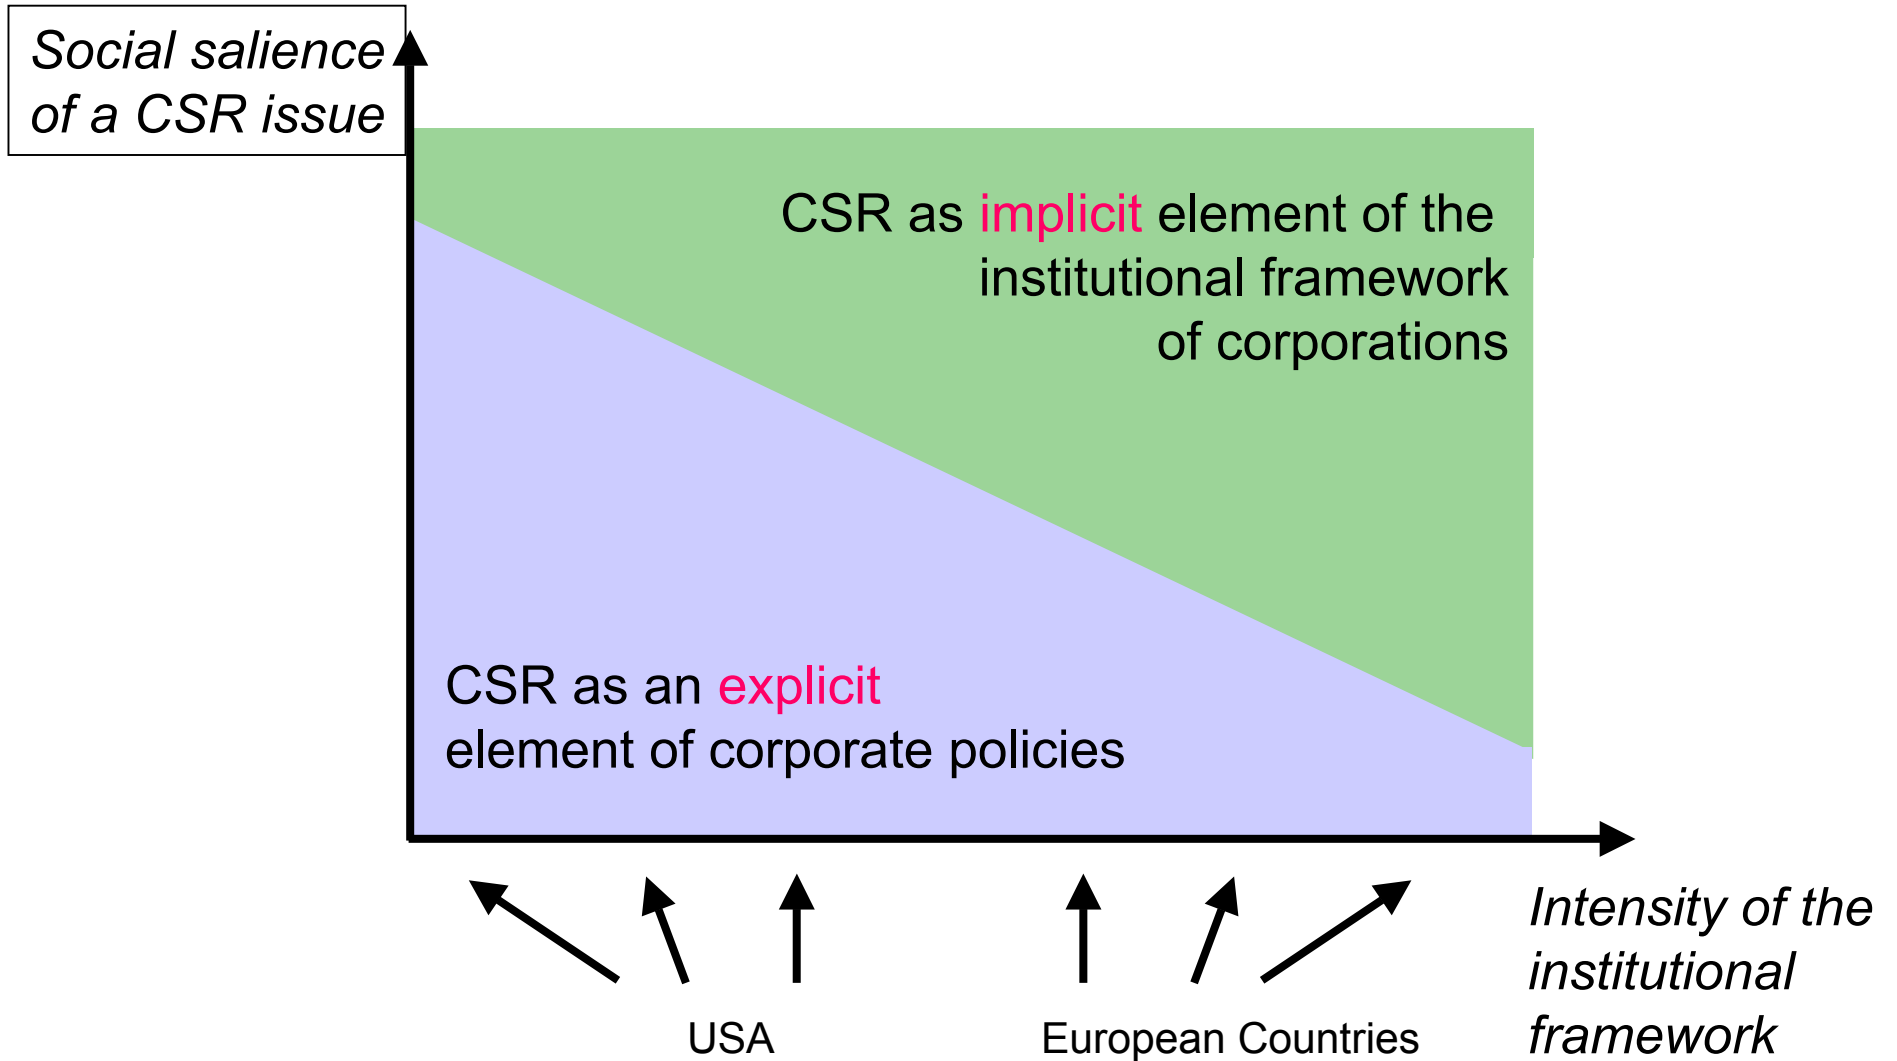 Social salience
of a CSR issue
CSR as implicit element of the
institutional framework
of corporations
CSR as an explicit
element of corporate policies
USA
European Countries
Intensity of the
institutional
framework